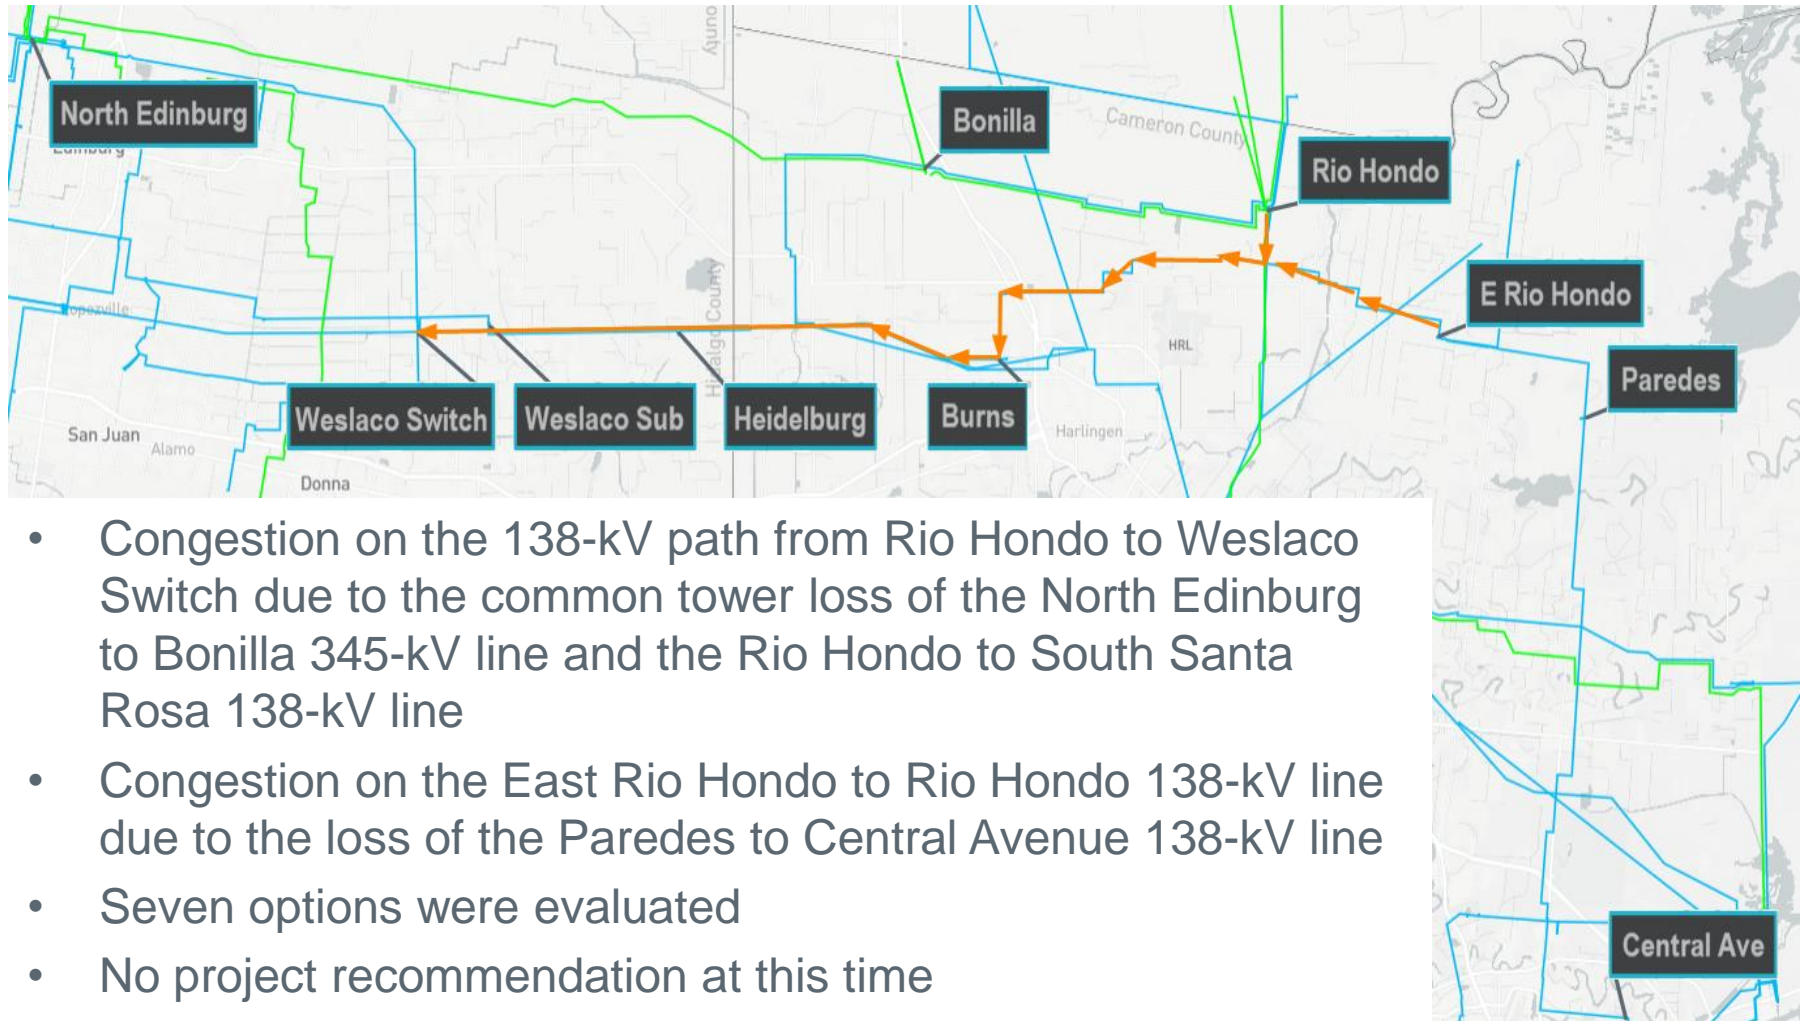 ounty
North Edinburg
Edinburg
Bonilla
Cameron County
Rio Hondo
E Rio Hondo
Lopezville
Hidalgo County
HRL
Paredes
Weslaco Switch
Weslaco Sub
Heidelburg
Burns
San Juan
Alamo
Harlingen
Donna
• Congestion on the 138-kV path from Rio Hondo to Weslaco
Switch due to the common tower loss of the North Edinburg
to Bonilla 345-kV line and the Rio Hondo to South Santa
Rosa 138-kV line
• Congestion on the East Rio Hondo to Rio Hondo 138-kV line
due to the loss of the Paredes to Central Avenue 138-kV line
• Seven options were evaluated
• No project recommendation at this time
Central Ave